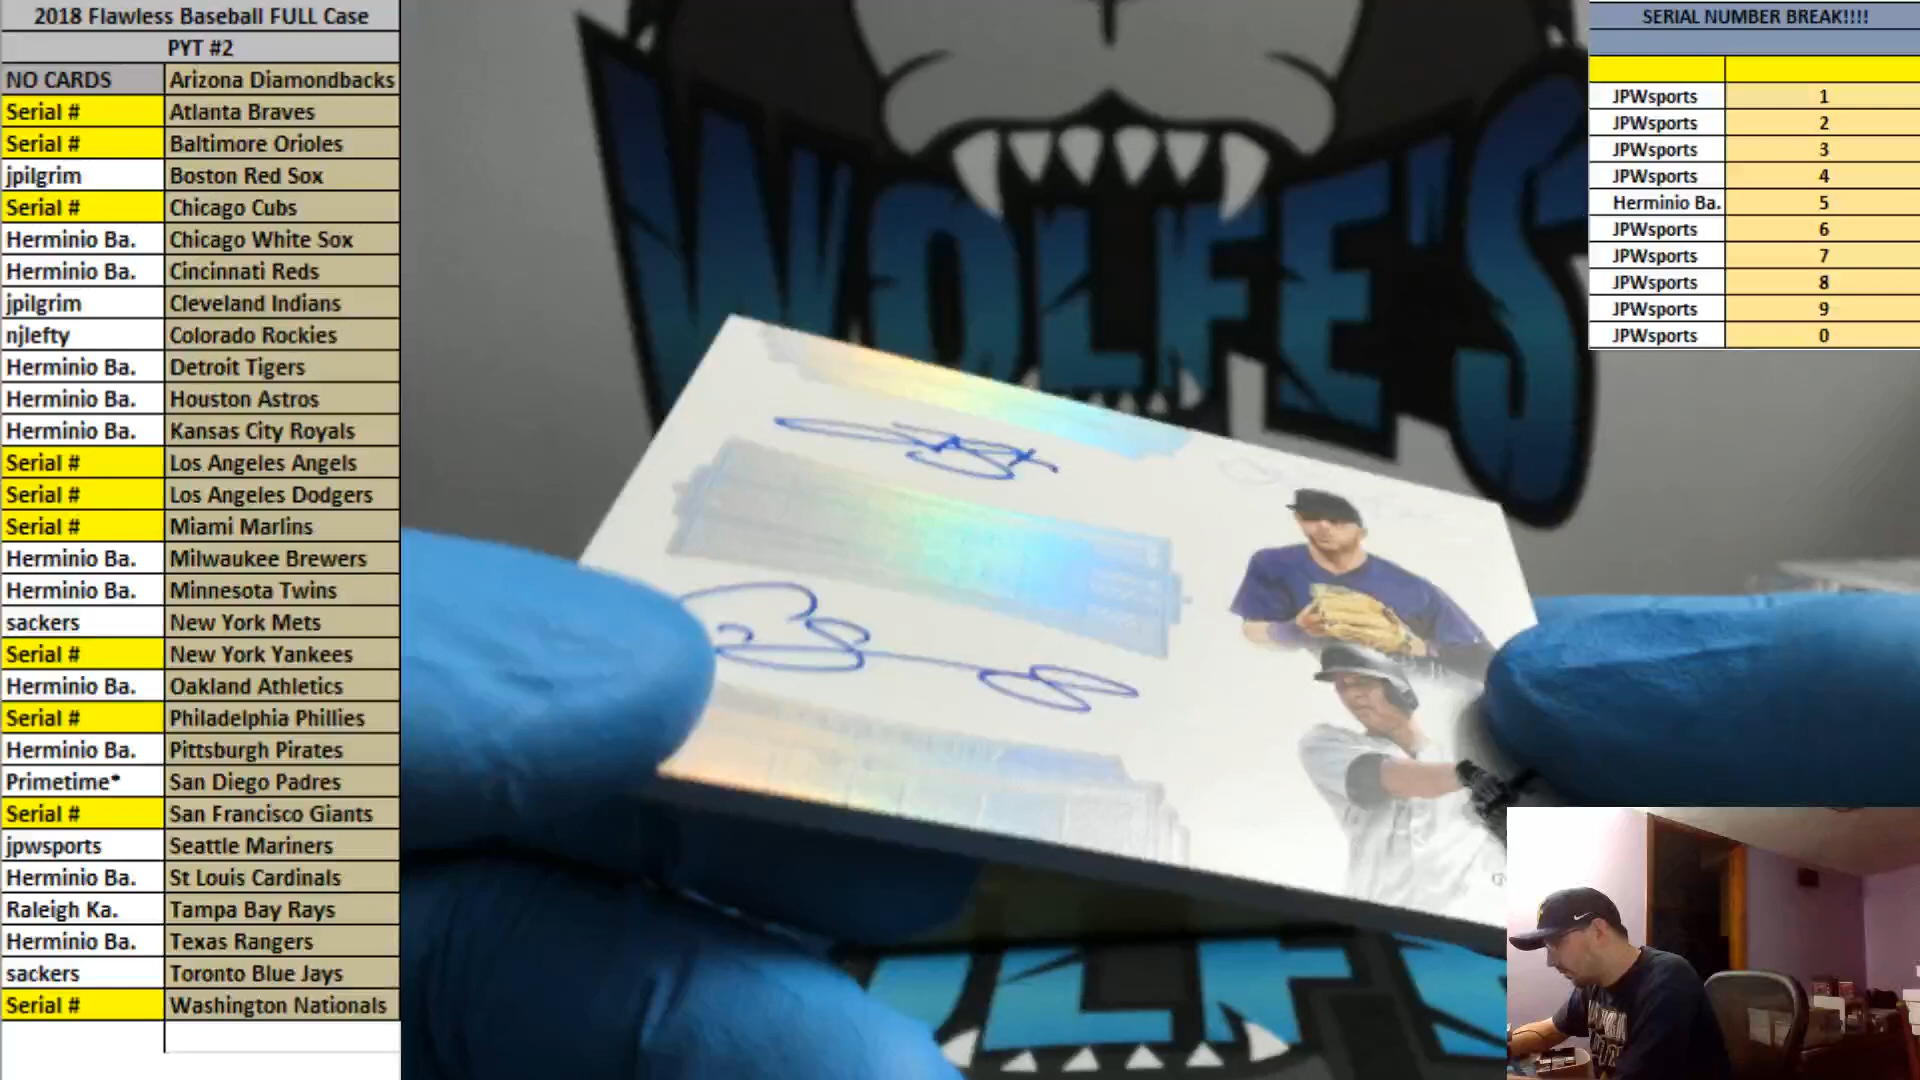 2018 Flawless Baseball FULL Case
PYT #2
NO CARDS Arizona Diamondbacks
Serial # Atlanta Braves
Serial # Baltimore Orioles
jpilgrim Boston Red Sox
Serial # Chicago Cubs
Herminio Ba. Chicago White Sox
Herminio Ba. Cincinnati Reds
jpilgrim Cleveland Indians
njlefty Colorado Rockies
Herminio Ba. Detroit Tigers
Herminio Ba. Houston Astros
Herminio Ba. Kansas City Royals
Serial # Los Angeles Angels
Serial # Los Angeles Dodgers
Serial # Miami Marlins
Herminio Ba. Milwaukee Brewers
Herminio Ba. Minnesota Twins
sackers New York Mets
Serial # New York Yankees
Herminio Ba. Oakland Athletics
Serial # Philadelphia Phillies
Herminio Ba. Pittsburgh Pirates
Primetime* San Diego Padres
Serial # San Francisco Giants
jpwsports Seattle Mariners
Herminio Ba. St Louis Cardinals
Raleigh Ka. Tampa Bay Rays
Herminio Ba. Texas Rangers
sackers Toronto Blue Jays
Serial # Washington Nationals
WOLFE'S
SERIAL NUMBER BREAK!!!!
JPWsports 1
JPWsports 2
JPWsports 3
JPWsports 4
Herminio Ba. 5
JPWsports 6
JPWsports 7
JPWsports 8
JPWsports 9
JPWsports 0